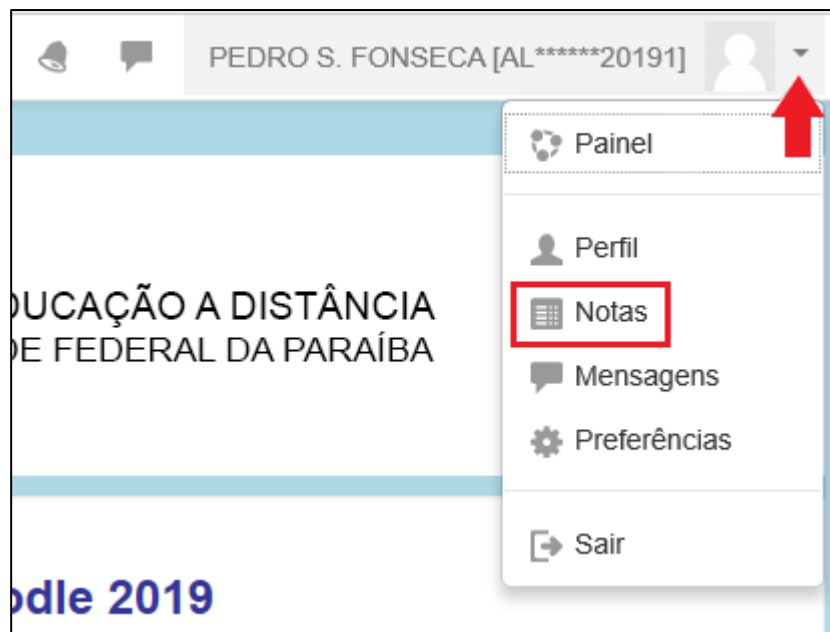 PEDRO S. FONSECA [AL******20191]
Painel
Perfil
DUCAÇÃO A DISTÂNCIA
Notas
DE FEDERAL DA PARAÍBA
Mensagens
Preferências
Sair
odle 2019